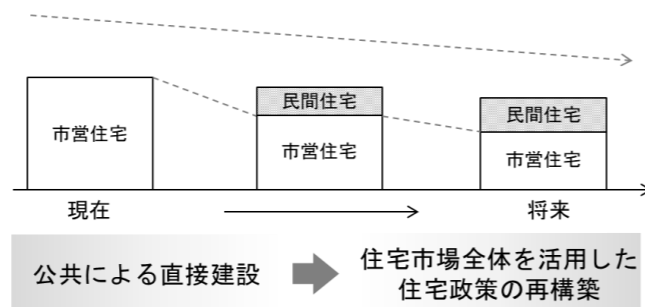 民間住宅
民間住宅
市営住宅
市営住宅
市営住宅
現在
将来
公共による直接建設
住宅市場全体を活用した
住宅政策の再構築